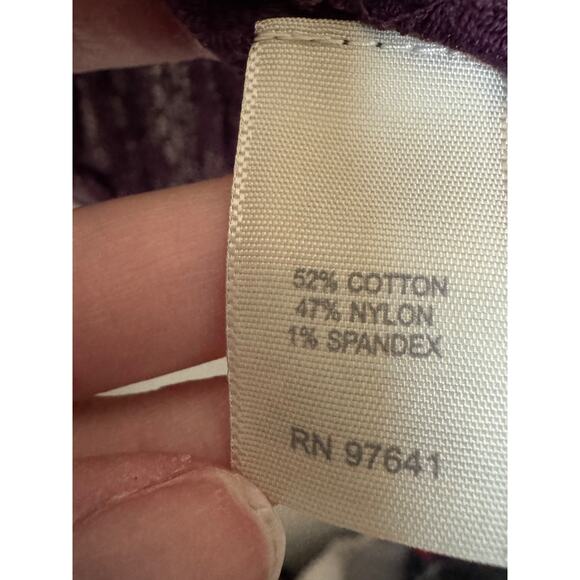 52% COTTON
47% NYLON
1% SPANDEX
RN 97641